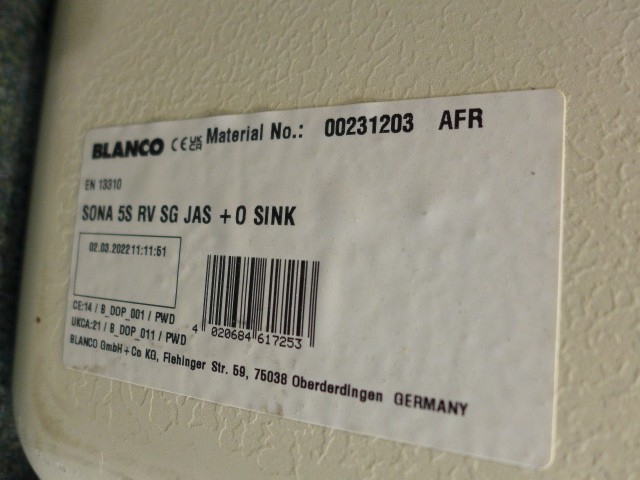 BLANCO CE UK CA Material No.: 00231203 AFR
EN 13310
SONA 5S RV SG JAS + O SINK
02.03.2022 11:11:51
CE:14 / B_DOP_001 / PWD
UKCA:21 / B_DOP_011 / PWD
4 020684 617253
BLANCO GmbH + Co KG, Flehinger Str. 59, 75038 Oberderdingen GERMANY